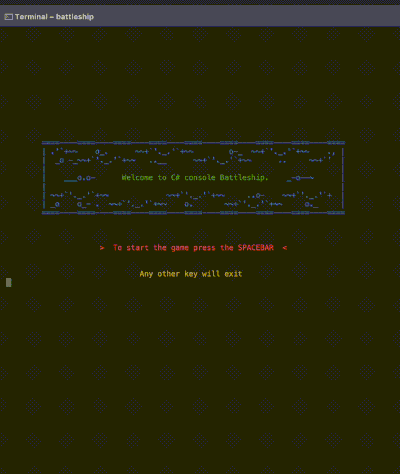 Terminal – battleship
Welcome to C# console Battleship.
> To start the game press the SPACEBAR <
Any other key will exit